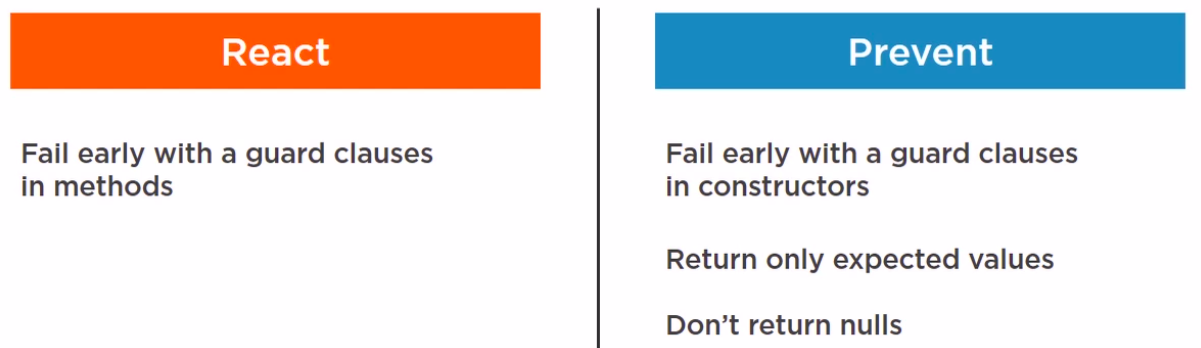 React
Fail early with a guard clauses
in methods
Prevent
Fail early with a guard clauses
in constructors
Return only expected values
Don’t return nulls